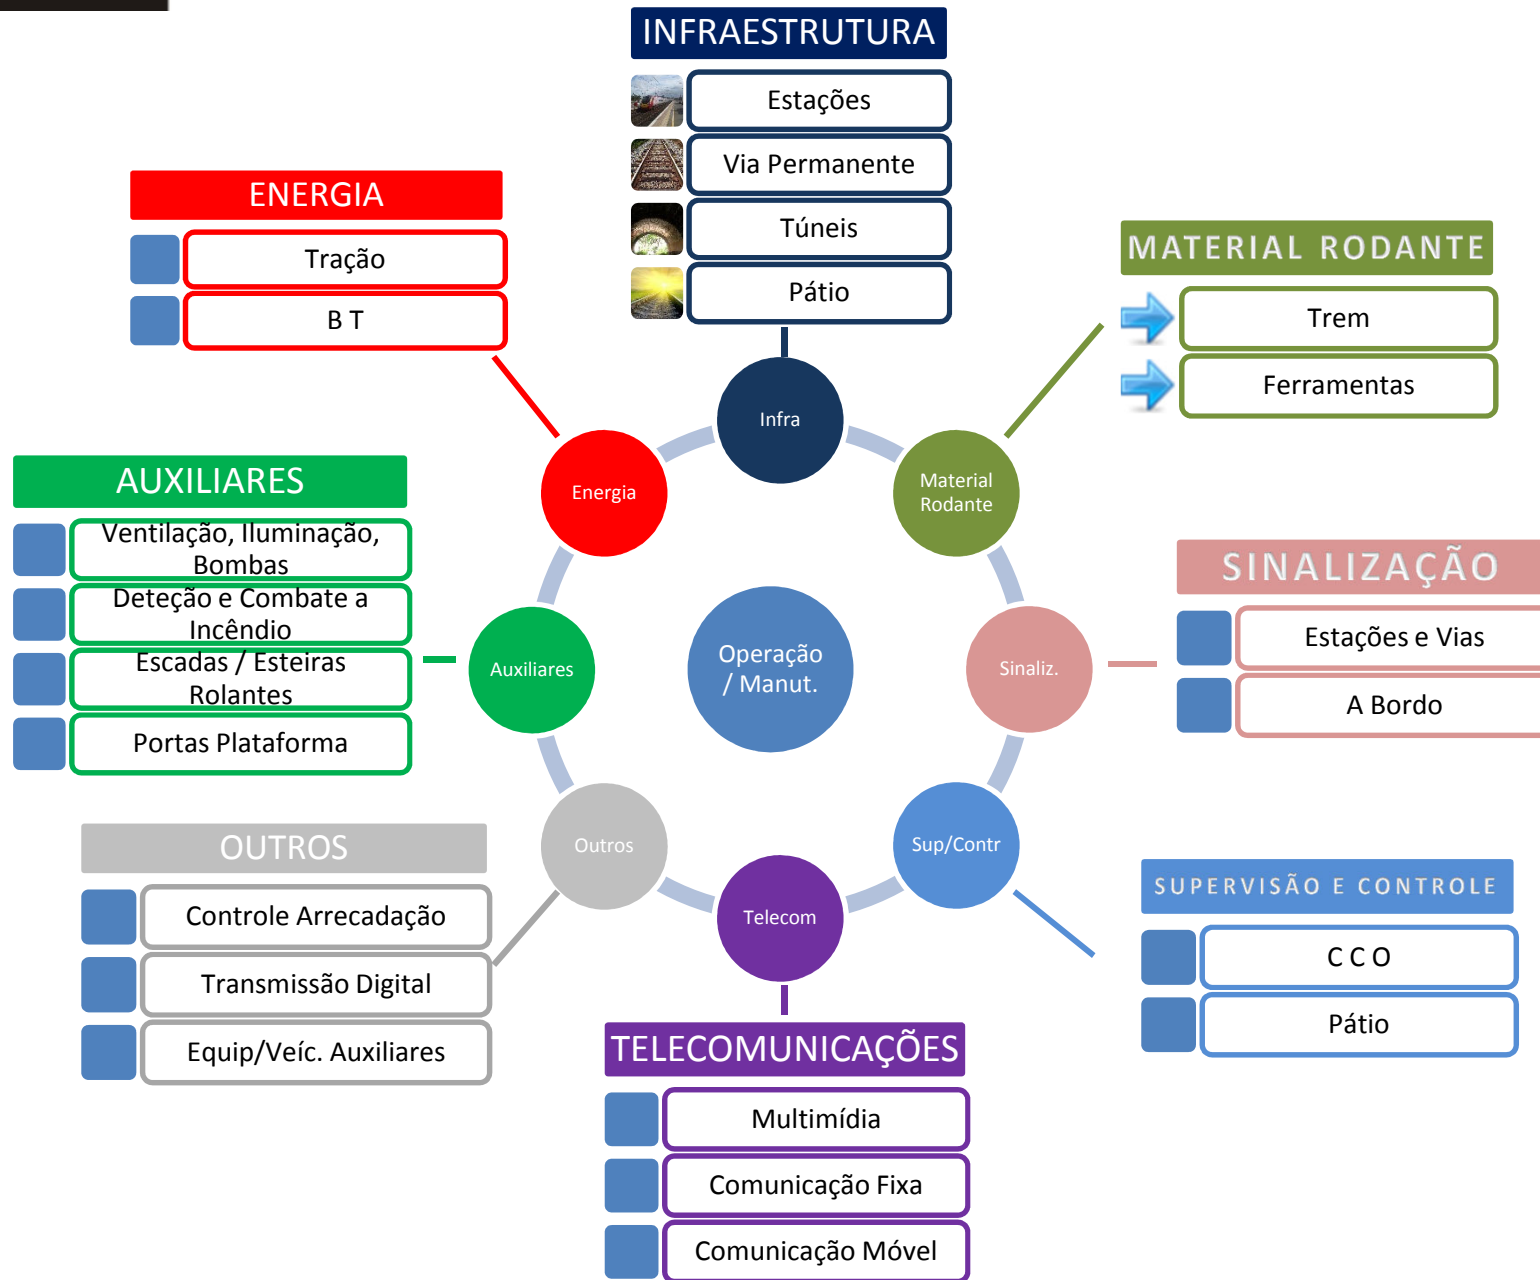 INFRAESTRUTURA
Estações
Via Permanente
Túneis
Pátio
ENERGIA
Tração
B T
MATERIAL RODANTE
Trem
Ferramentas
AUXILIARES
Ventilação, Iluminação,
Bombas
Deteção e Combate a
Incêndio
Escadas / Esteiras
Rolantes
Portas Plataforma
SINALIZAÇÃO
Estações e Vias
A Bordo
Infra
Energia
Material
Rodante
Auxiliares
Operação
/ Manut.
Sinaliz.
Outros
Sup/Contr
Telecom
OUTROS
Controle Arrecadação
Transmissão Digital
Equip/Veíc. Auxiliares
SUPERVISÃO E CONTROLE
C C O
Pátio
TELECOMUNICAÇÕES
Multimídia
Comunicação Fixa
Comunicação Móvel